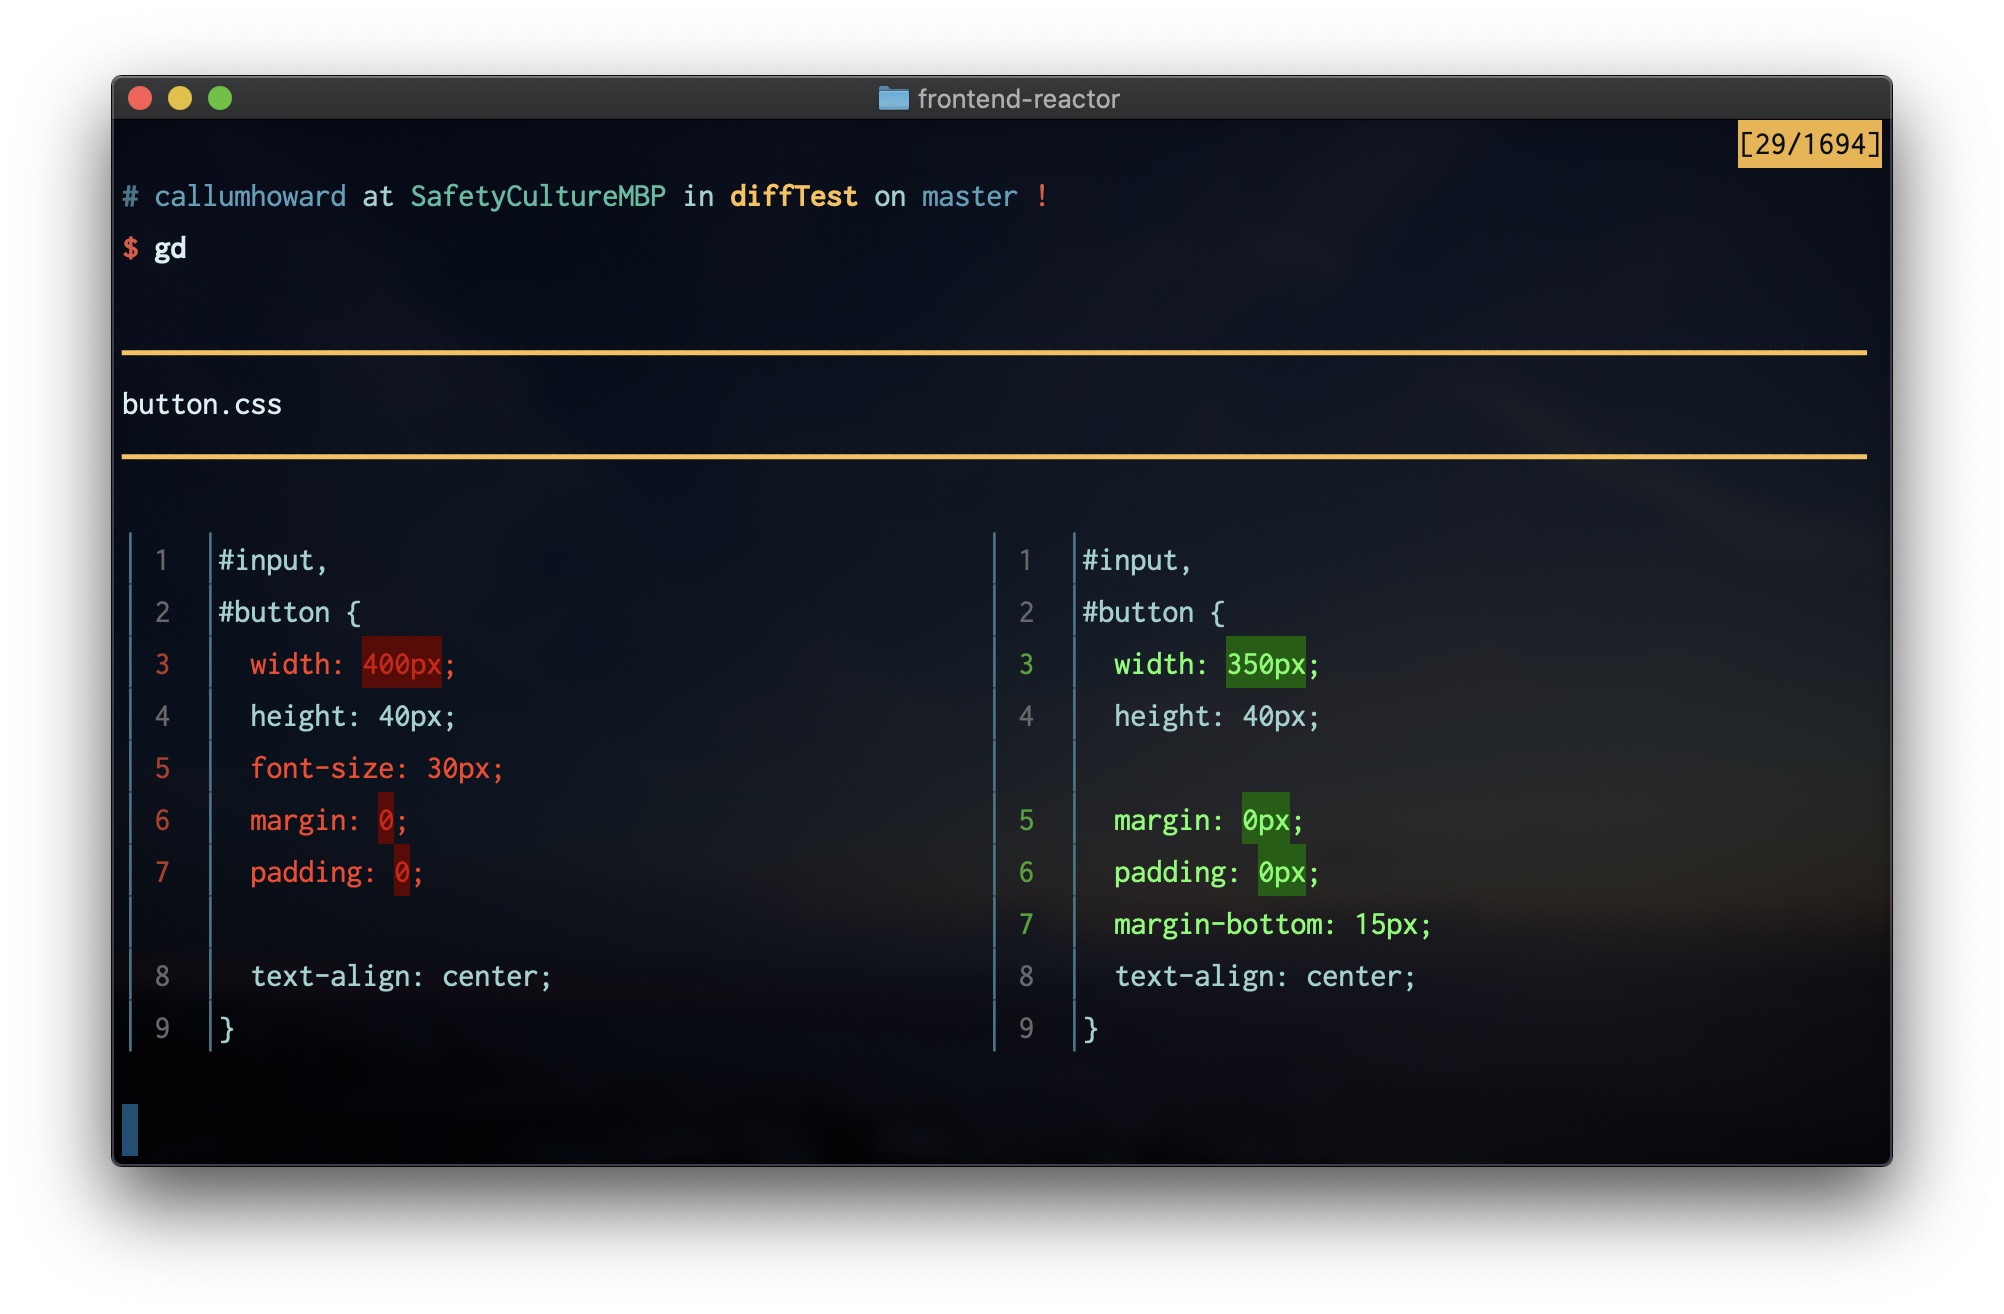 frontend-reactor
[29/1694]
# callumhoward at SafetyCultureMBP in diffTest on master !
$ gd
button.css
1 #input,
2 #button {
3 width: 400px;
4 height: 40px;
5 font-size: 30px;
6 margin: 0;
7 padding: 0;
8 text-align: center;
9 }
1 #input,
2 #button {
3 width: 350px;
4 height: 40px;
5 margin: 0px;
6 padding: 0px;
7 margin-bottom: 15px;
8 text-align: center;
9 }